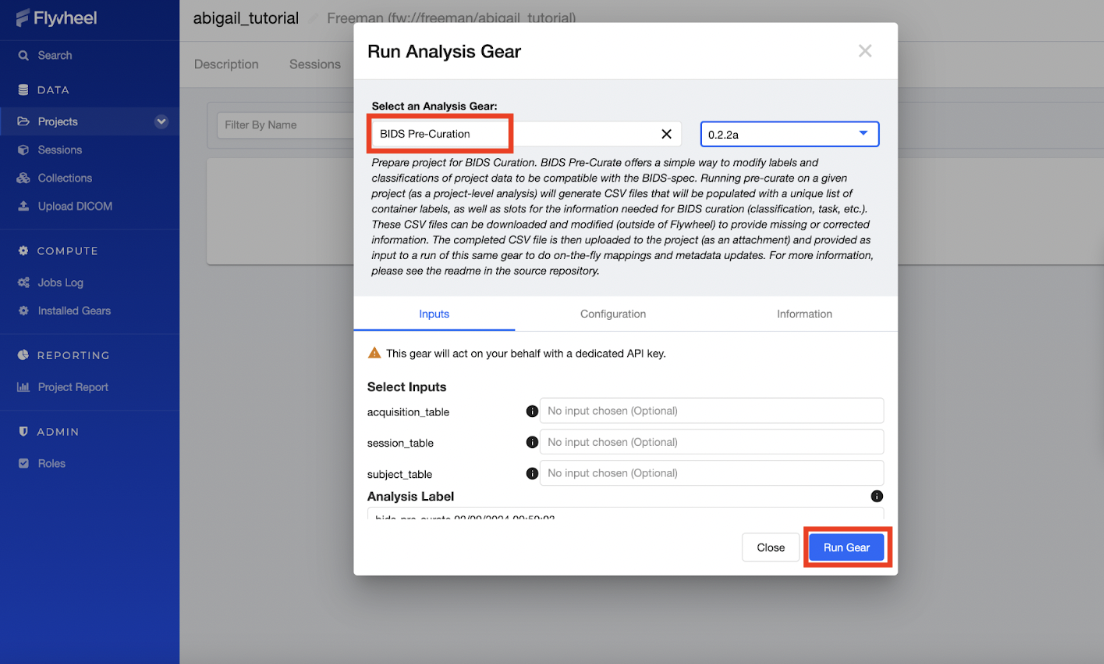 Flywheel
abigail_tutorial
Freeman (fw://freeman/abigail_tutorial)
Search
DATA
Projects
Sessions
Collections
Upload DICOM
COMPUTE
Jobs Log
Installed Gears
REPORTING
Project Report
ADMIN
Roles
Description
Sessions
Filter By Name
Run Analysis Gear
Select an Analysis Gear:
BIDS Pre-Curation
0.2.2a
Prepare project for BIDS Curation. BIDS Pre-Curate offers a simple way to modify labels and
classifications of project data to be compatible with the BIDS-spec. Running pre-curate on a given
project (as a project-level analysis) will generate CSV files that will be populated with a unique list of
container labels, as well as slots for the information needed for BIDS curation (classification, task, etc.).
These CSV files can be downloaded and modified (outside of Flywheel) to provide missing or corrected
information. The completed CSV file is then uploaded to the project (as an attachment) and provided as
input to a run of this same gear to do on-the-fly mappings and metadata updates. For more information,
please see the readme in the source repository.
Inputs
Configuration
Information
This gear will act on your behalf with a dedicated API key.
Select Inputs
acquisition_table
No input chosen (Optional)
session_table
No input chosen (Optional)
subject_table
No input chosen (Optional)
Analysis Label
Close
Run Gear